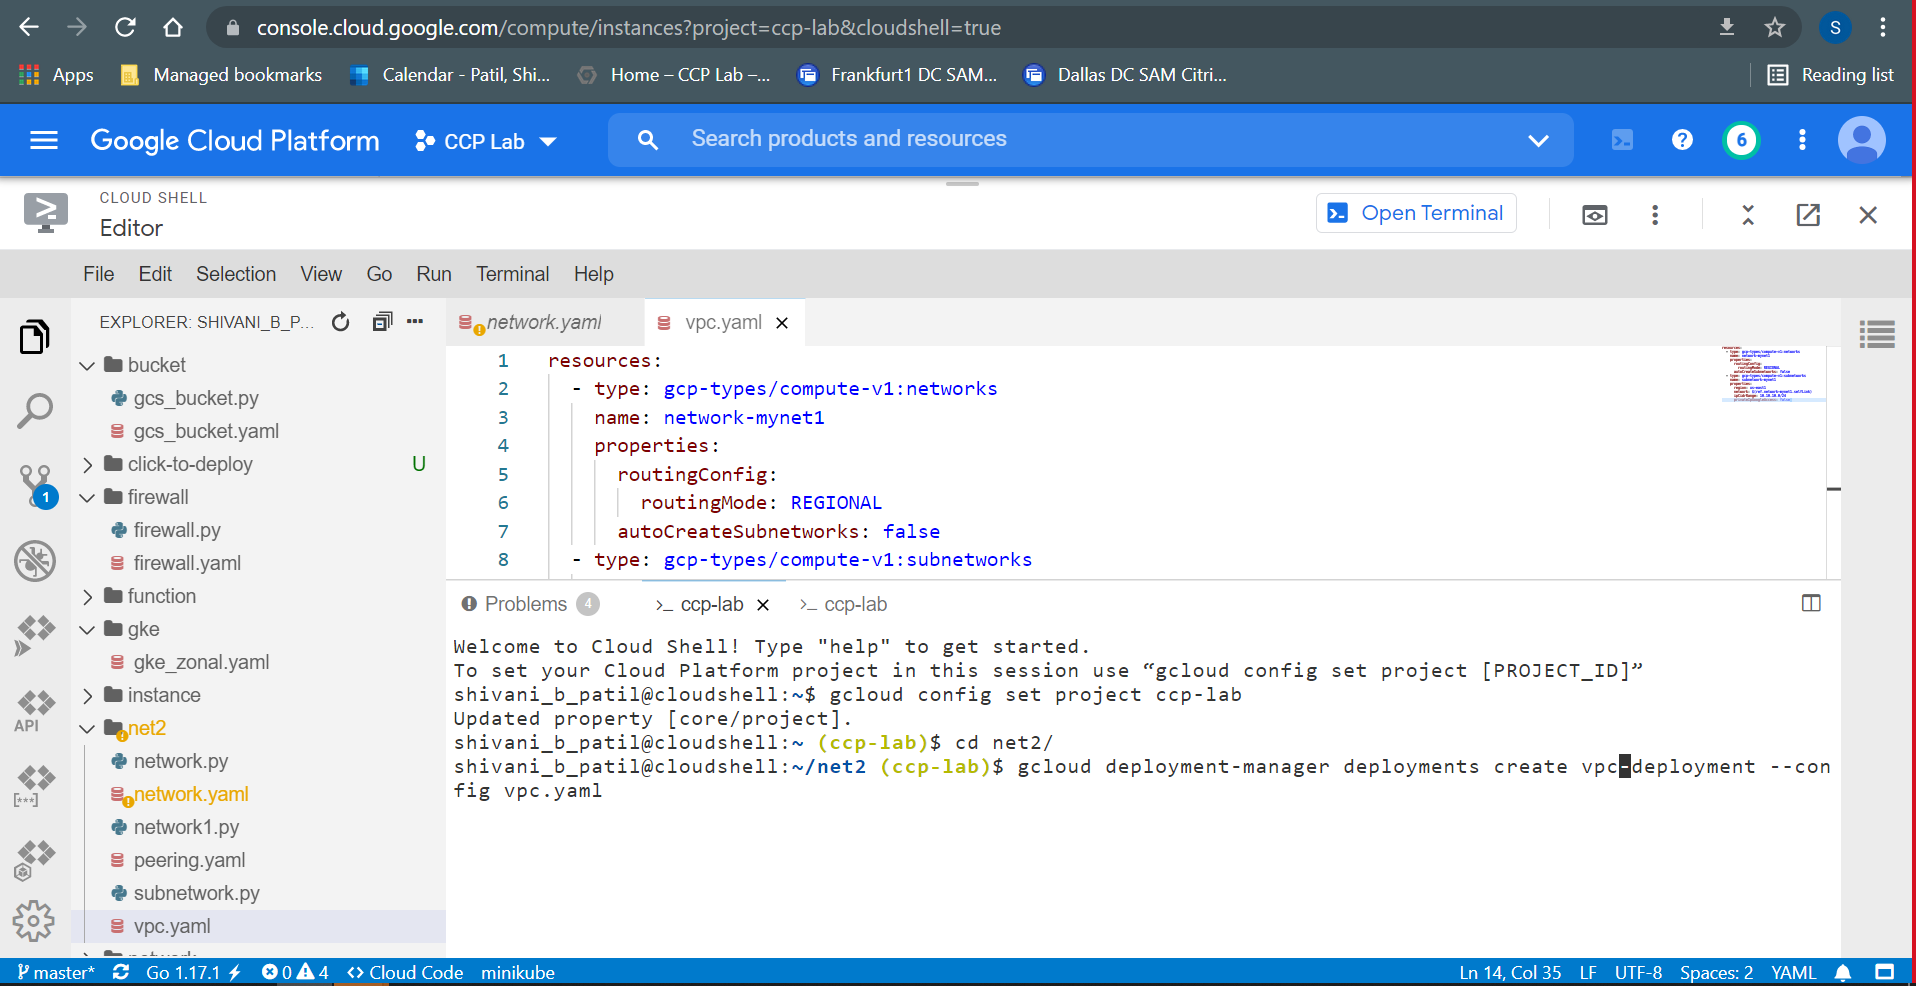 console.cloud.google.com/compute/instances?project=ccp-lab&cloudshell=true
S
Apps
Managed bookmarks
Calendar - Patil, Shi...
Home – CCP Lab –...
Frankfurt1 DC SAM...
Dallas DC SAM Citri...
Reading list
Google Cloud Platform
CCP Lab
Search products and resources
6
CLOUD SHELL
Editor
Open Terminal
File Edit Selection View Go Run Terminal Help
EXPLORER: SHIVANI_B_P...
network.yaml
vpc.yaml
bucket
gcs_bucket.py
gcs_bucket.yaml
click-to-deploy U
firewall
firewall.py
firewall.yaml
function
gke
gke_zonal.yaml
instance
net2
network.py
network.yaml
network1.py
peering.yaml
subnetwork.py
vpc.yaml
1
API
1 resources:
2 - type: gcp-types/compute-v1:networks
3 name: network-mynet1
4 properties:
5 routingConfig:
6 routingMode: REGIONAL
7 autoCreateSubnetworks: false
8 - type: gcp-types/compute-v1:subnetworks
Problems 4
ccp-lab
ccp-lab
Welcome to Cloud Shell! Type "help" to get started.
To set your Cloud Platform project in this session use “gcloud config set project [PROJECT_ID]”
shivani_b_patil@cloudshell:~$ gcloud config set project ccp-lab
Updated property [core/project].
shivani_b_patil@cloudshell:~ (ccp-lab)$ cd net2/
shivani_b_patil@cloudshell:~/net2 (ccp-lab)$ gcloud deployment-manager deployments create vpc-deployment --con
fig vpc.yaml
master* Go 1.17.1 0 4 <> Cloud Code minikube
Ln 14, Col 35 LF UTF-8 Spaces: 2 YAML